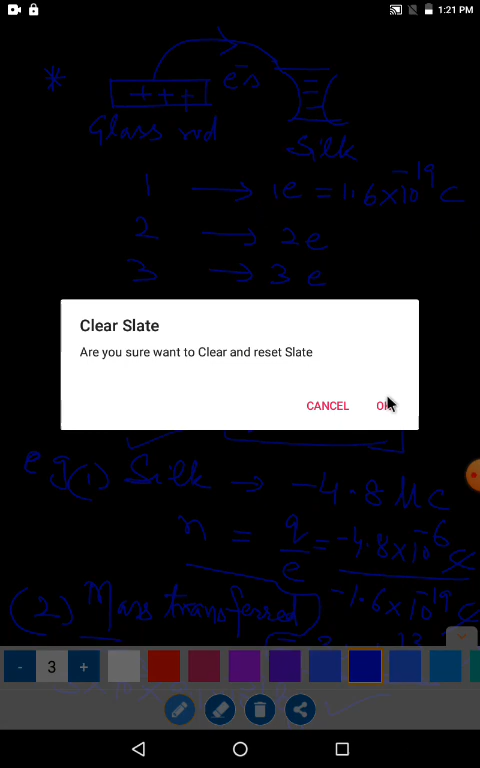 1:21 PM
*
+ + +
e⁻s
Glass rod
Silk
1 → 1e = 1.6×10⁻¹⁹ C
2 → 2e
3 → 3e
Clear Slate
Are you sure want to Clear and reset Slate
CANCEL OK
eg(1) Silk → -4.8 μC
n = q/e = -4.8×10⁻⁶ C
-1.6×10⁻¹⁹ C
(2) Mass transferred
- 3 +